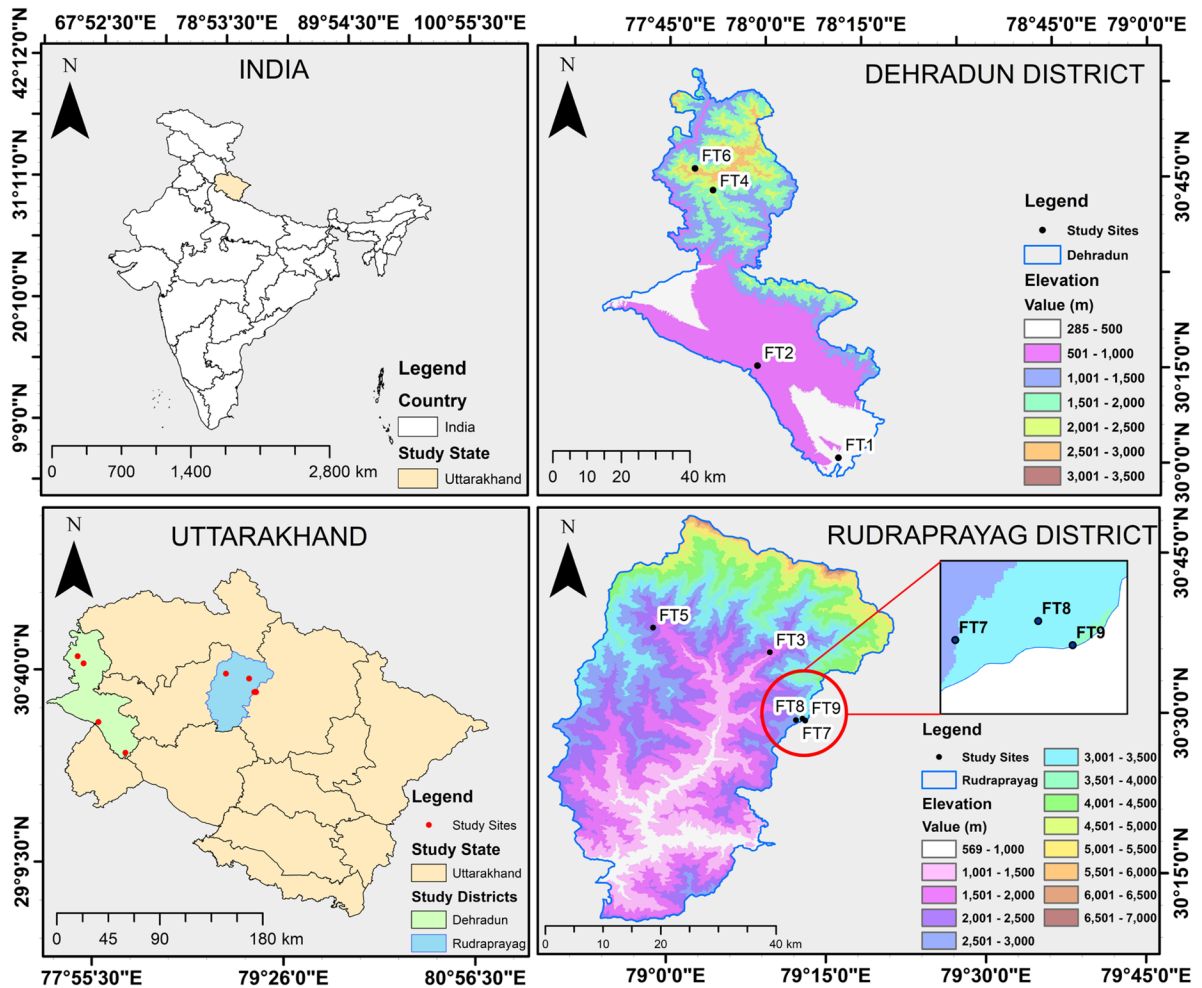 67°52'30"E 78°53'30"E 89°54'30"E 100°55'30"E
77°45'0"E 78°0'0"E 78°15'0"E 78°45'0"E 79°0'0"E
42°12'0"N
31°11'0"N
20°10'0"N
9°9'0"N
N
INDIA
Legend
Country
India
Study State
Uttarakhand
0 700 1,400 2,800 km
N
DEHRADUN DISTRICT
FT6
FT4
FT2
FT1
Legend
Study Sites
Dehradun
Elevation
Value (m)
285 - 500
501 - 1,000
1,001 - 1,500
1,501 - 2,000
2,001 - 2,500
2,501 - 3,000
3,001 - 3,500
0 10 20 40 km
30°45'0"N
30°15'0"N
30°0'0"N
N
UTTARAKHAND
30°40'0"N
29°9'30"N
Legend
Study Sites
Study State
Uttarakhand
Study Districts
Dehradun
Rudraprayag
0 45 90 180 km
77°55'30"E 79°26'0"E 80°56'30"E
N
RUDRAPRAYAG DISTRICT
FT5
FT3
FT8 FT9
FT7
FT7
FT8
FT9
Legend
Study Sites
Rudraprayag
Elevation
Value (m)
569 - 1,000
1,001 - 1,500
1,501 - 2,000
2,001 - 2,500
2,501 - 3,000
3,001 - 3,500
3,501 - 4,000
4,001 - 4,500
4,501 - 5,000
5,001 - 5,500
5,501 - 6,000
6,001 - 6,500
6,501 - 7,000
0 10 20 40 km
30°45'0"N
30°30'0"N
30°15'0"N
79°0'0"E 79°15'0"E 79°30'0"E 79°45'0"E